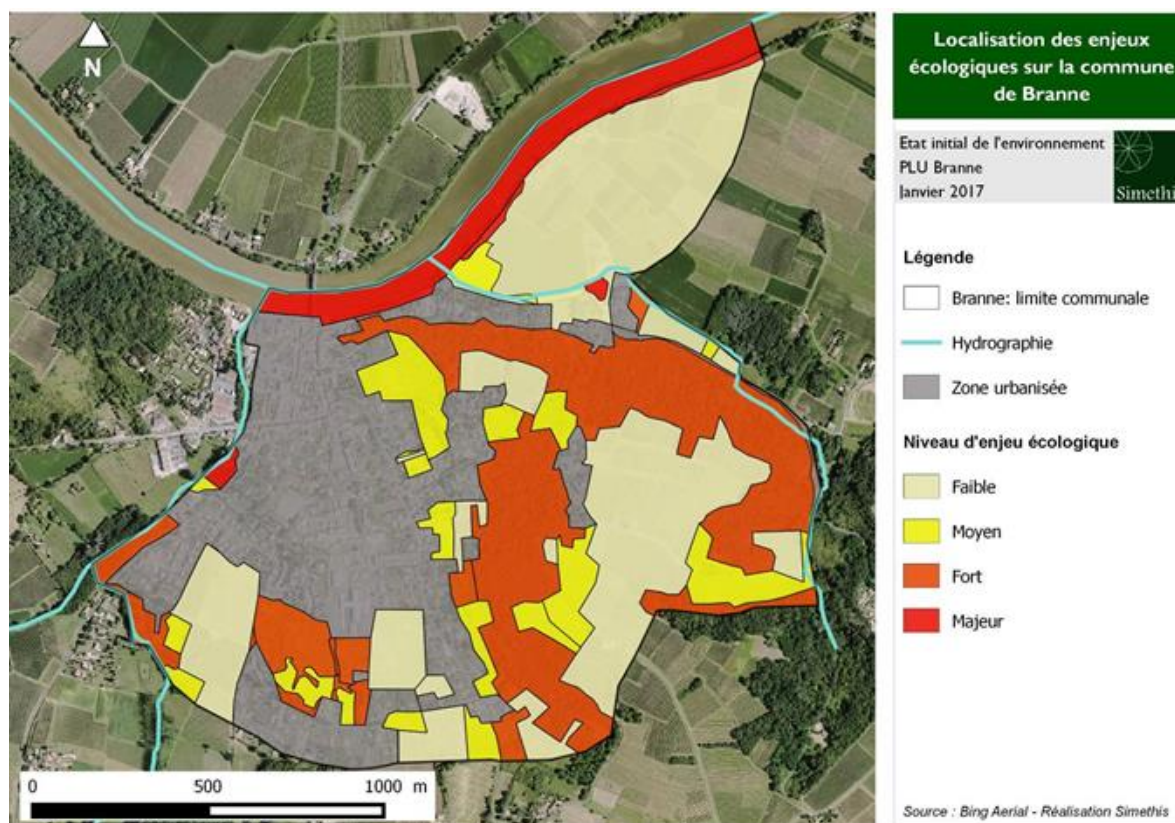 N
Localisation des enjeux
écologiques sur la commune
de Branne
Etat initial de l'environnement
PLU Branne
Janvier 2017
Simethi
Légende
Branne: limite communale
Hydrographie
Zone urbanisée
Niveau d'enjeu écologique
Faible
Moyen
Fort
Majeur
0 500 1000 m
Source : Bing Aerial - Réalisation Simethis